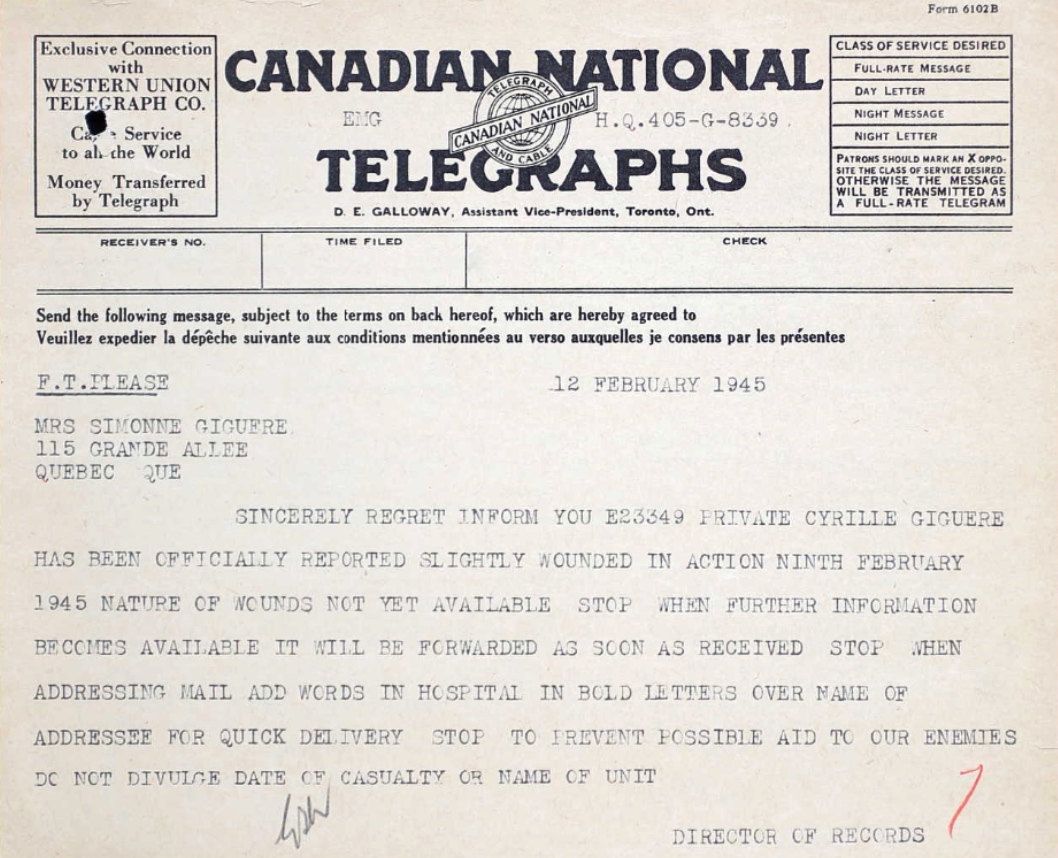 Form 6102B
Exclusive Connection
with
WESTERN UNION
TELEGRAPH CO.
Service
to all the World
Money Transferred
by Telegraph
CANADIAN NATIONAL
TELEGRAPH
CANADIAN NATIONAL
AND CABLE
EMG H.Q.405-G-8339
TELEGRAPHS
D. E. GALLOWAY, Assistant Vice-President, Toronto, Ont.
CLASS OF SERVICE DESIRED
FULL-RATE MESSAGE
DAY LETTER
NIGHT MESSAGE
NIGHT LETTER
PATRONS SHOULD MARK AN X OPPO-
SITE THE CLASS OF SERVICE DESIRED.
OTHERWISE THE MESSAGE
WILL BE TRANSMITTED AS
A FULL-RATE TELEGRAM
RECEIVER'S NO. TIME FILED CHECK
Send the following message, subject to the terms on back hereof, which are hereby agreed to
Veuillez expedier la dépêche suivante aux conditions mentionnées au verso auxquelles je consens par les présentes
F.T.PLEASE 12 FEBRUARY 1945
MRS SIMONNE GIGUERE
115 GRANDE ALLEE
QUEBEC QUE
SINCERELY REGRET INFORM YOU E23349 PRIVATE CYRILLE GIGUERE
HAS BEEN OFFICIALLY REPORTED SLIGHTLY WOUNDED IN ACTION NINTH FEBRUARY
1945 NATURE OF WOUNDS NOT YET AVAILABLE STOP WHEN FURTHER INFORMATION
BECOMES AVAILABLE IT WILL BE FORWARDED AS SOON AS RECEIVED STOP WHEN
ADDRESSING MAIL ADD WORDS IN HOSPITAL IN BOLD LETTERS OVER NAME OF
ADDRESSEE FOR QUICK DELIVERY STOP TO PREVENT POSSIBLE AID TO OUR ENEMIES
DO NOT DIVULGE DATE OF CASUALTY OR NAME OF UNIT
DIRECTOR OF RECORDS